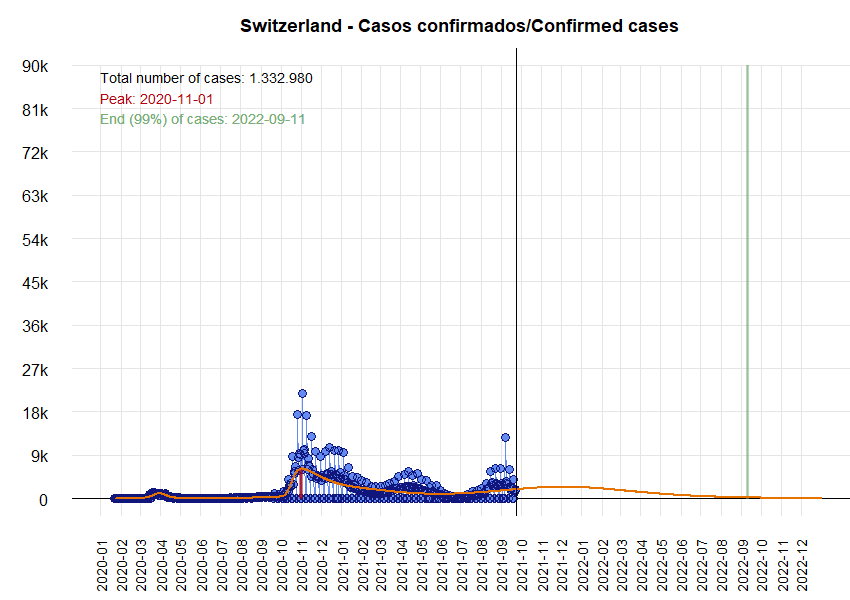 Switzerland - Casos confirmados/Confirmed cases
90k
81k
72k
63k
54k
45k
36k
27k
18k
9k
0
Total number of cases: 1.332.980
Peak: 2020-11-01
End (99%) of cases: 2022-09-11
2020-01
2020-02
2020-03
2020-04
2020-05
2020-06
2020-07
2020-08
2020-09
2020-10
2020-11
2020-12
2021-01
2021-02
2021-03
2021-04
2021-05
2021-06
2021-07
2021-08
2021-09
2021-10
2021-11
2021-12
2022-01
2022-02
2022-03
2022-04
2022-05
2022-06
2022-07
2022-08
2022-09
2022-10
2022-11
2022-12